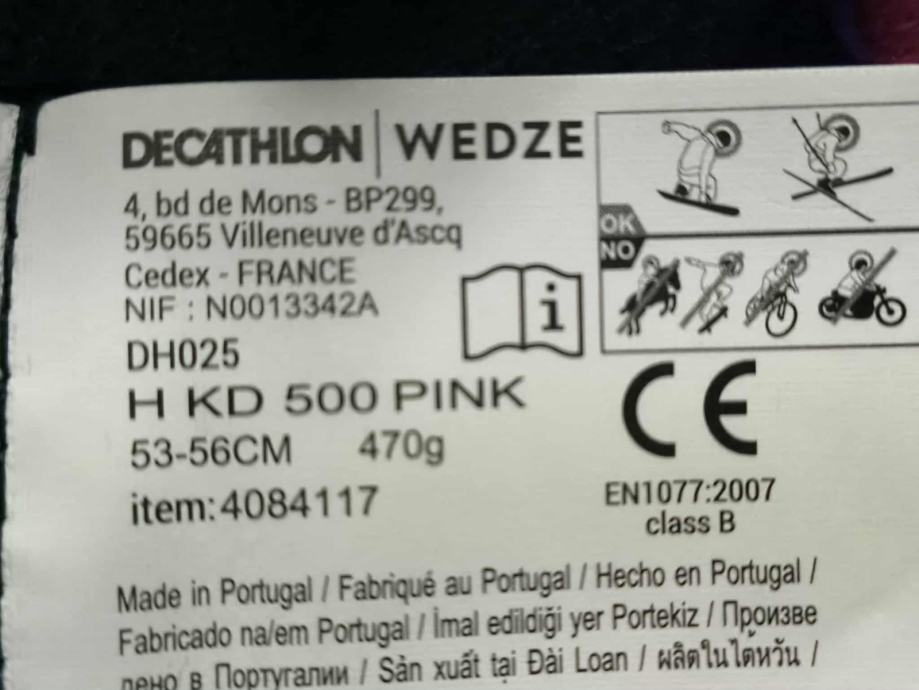 DECATHLON | WEDZE
4, bd de Mons - BP299,
59665 Villeneuve d'Ascq
Cedex - FRANCE
NIF : N0013342A
DH025
H KD 500 PINK
53-56CM 470g
item:4084117
OK
NO
i
CE
EN1077:2007
class B
Made in Portugal / Fabriqué au Portugal / Hecho en Portugal /
Fabricado na/em Portugal / İmal edildiği yer Portekiz / Произве
дено в Португалии / Sản xuất tại Đài Loan / ผลิตในไต้หวัน /